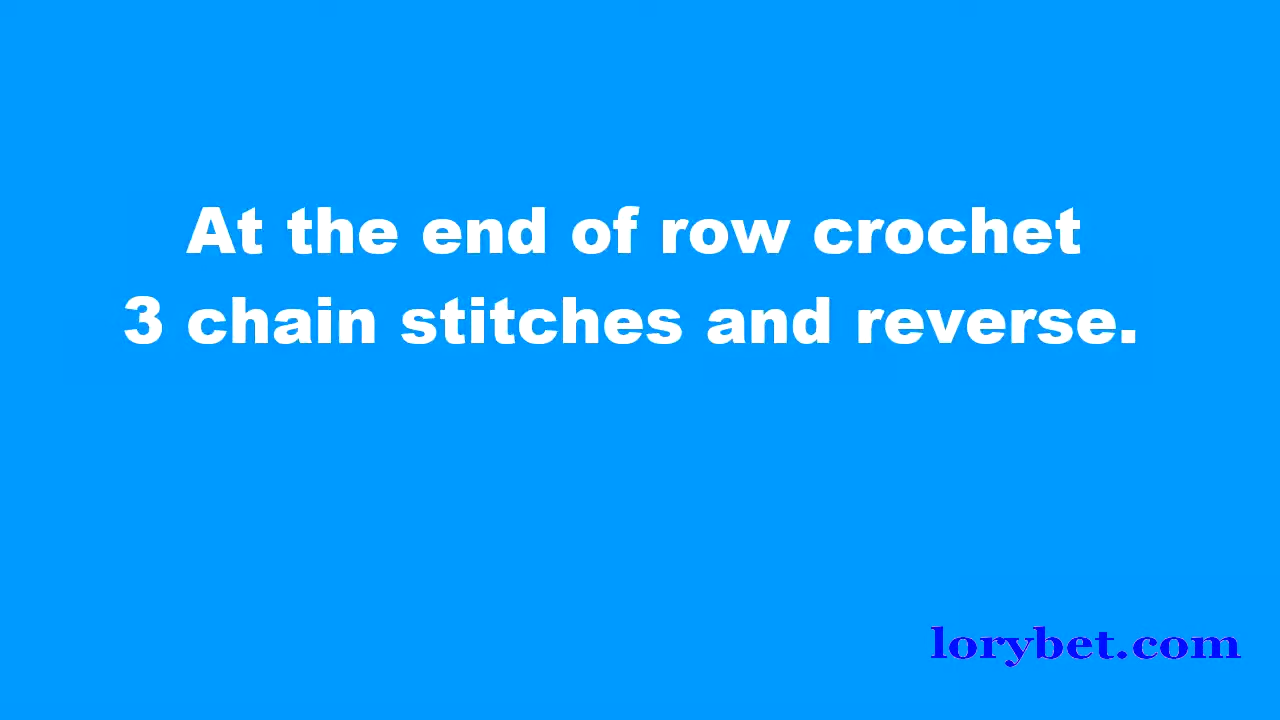 At the end of row crochet
3 chain stitches and reverse.
lorybet.com